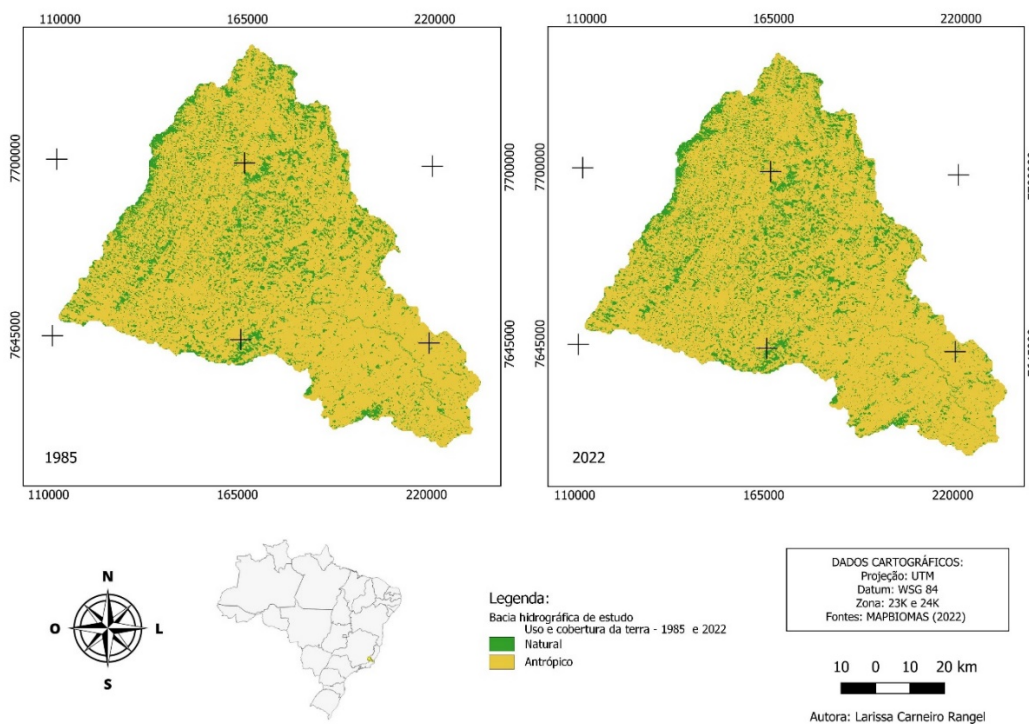 110000 165000 220000
110000 165000 220000
7700000
7700000
7700000
7645000
7645000
7645000
1985
2022
110000 165000 220000
110000 165000 220000
N
O L
S
Legenda:
Bacia hidrográfica de estudo
Uso e cobertura da terra - 1985 e 2022
Natural
Antrópico
DADOS CARTOGRÁFICOS:
Projeção: UTM
Datum: WSG 84
Zona: 23K e 24K
Fontes: MAPBIOMAS (2022)
10 0 10 20 km
Autora: Larissa Carneiro Rangel